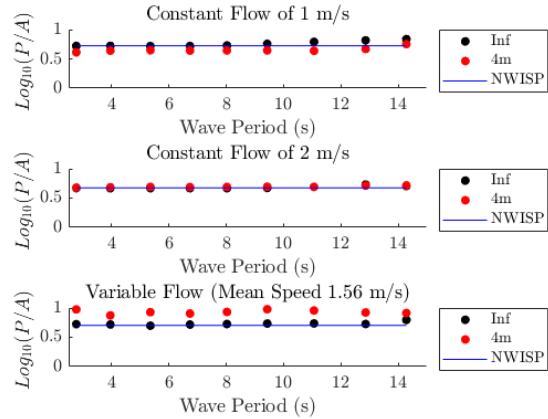 Constant Flow of 1 m/s
Log10(P/A)
1
0.5
0
4 6 8 10 12 14
Wave Period (s)
Inf
4m
NWISP
Constant Flow of 2 m/s
Log10(P/A)
1
0.5
0
4 6 8 10 12 14
Wave Period (s)
Inf
4m
NWISP
Variable Flow (Mean Speed 1.56 m/s)
Log10(P/A)
1
0.5
0
4 6 8 10 12 14
Wave Period (s)
Inf
4m
NWISP